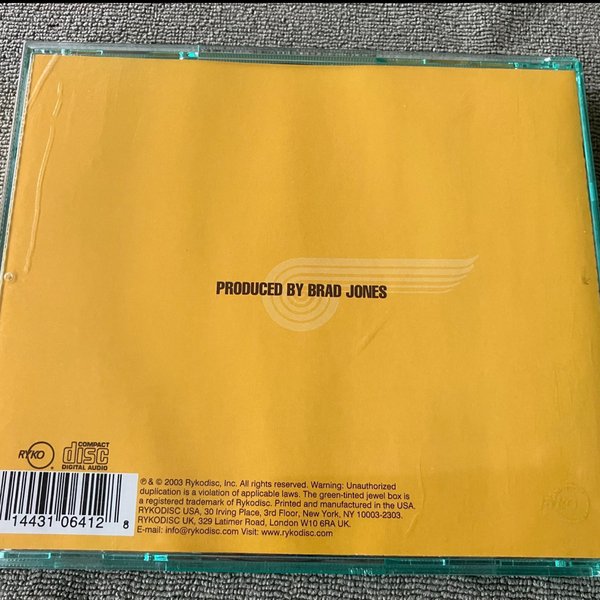 PRODUCED BY BRAD JONES
RYKO
COMPACT
disc
DIGITAL AUDIO
℗ & © 2003 Rykodisc, Inc. All rights reserved. Warning: Unauthorized
duplication is a violation of applicable laws. The green-tinted jewel box is
a registered trademark of Rykodisc. Printed and manufactured in the USA.
RYKODISC USA, 30 Irving Place, 3rd Floor, New York, NY 10003-2303.
RYKODISC UK, 329 Latimer Road, London W10 6RA UK.
E-mail: info@rykodisc.com Visit: www.rykodisc.com
14431 06412 8